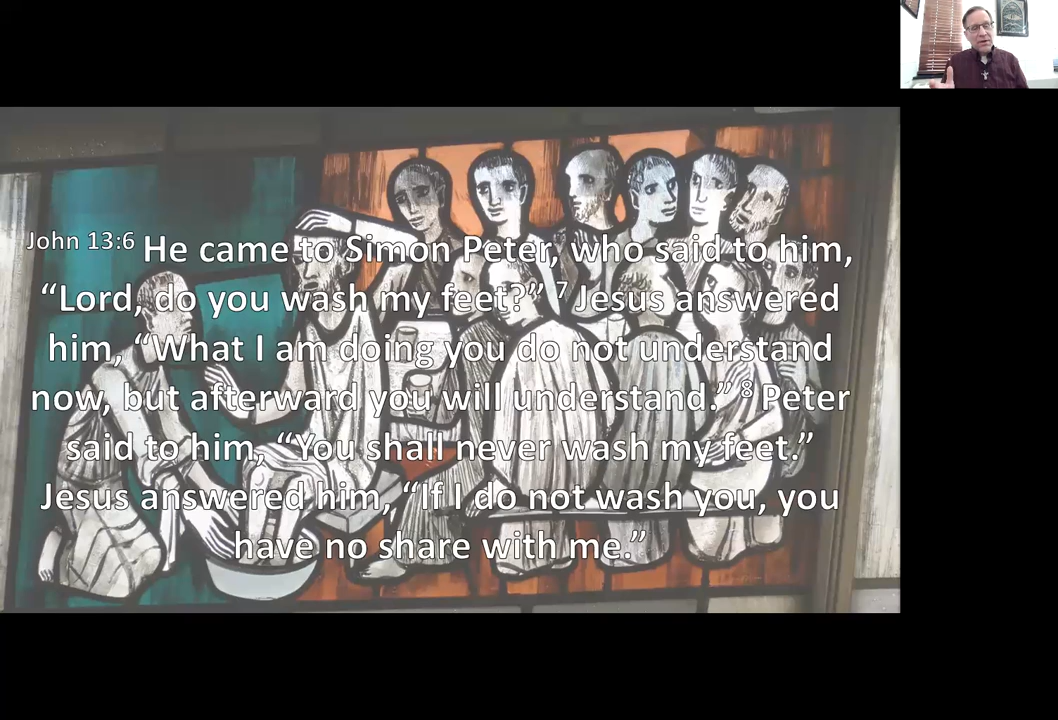 John 13:6 He came to Simon Peter, who said to him,
“Lord, do you wash my feet?” 7 Jesus answered
him, “What I am doing you do not understand
now, but afterward you will understand.” 8 Peter
said to him, “You shall never wash my feet.”
Jesus answered him, “If I do not wash you, you
have no share with me.”